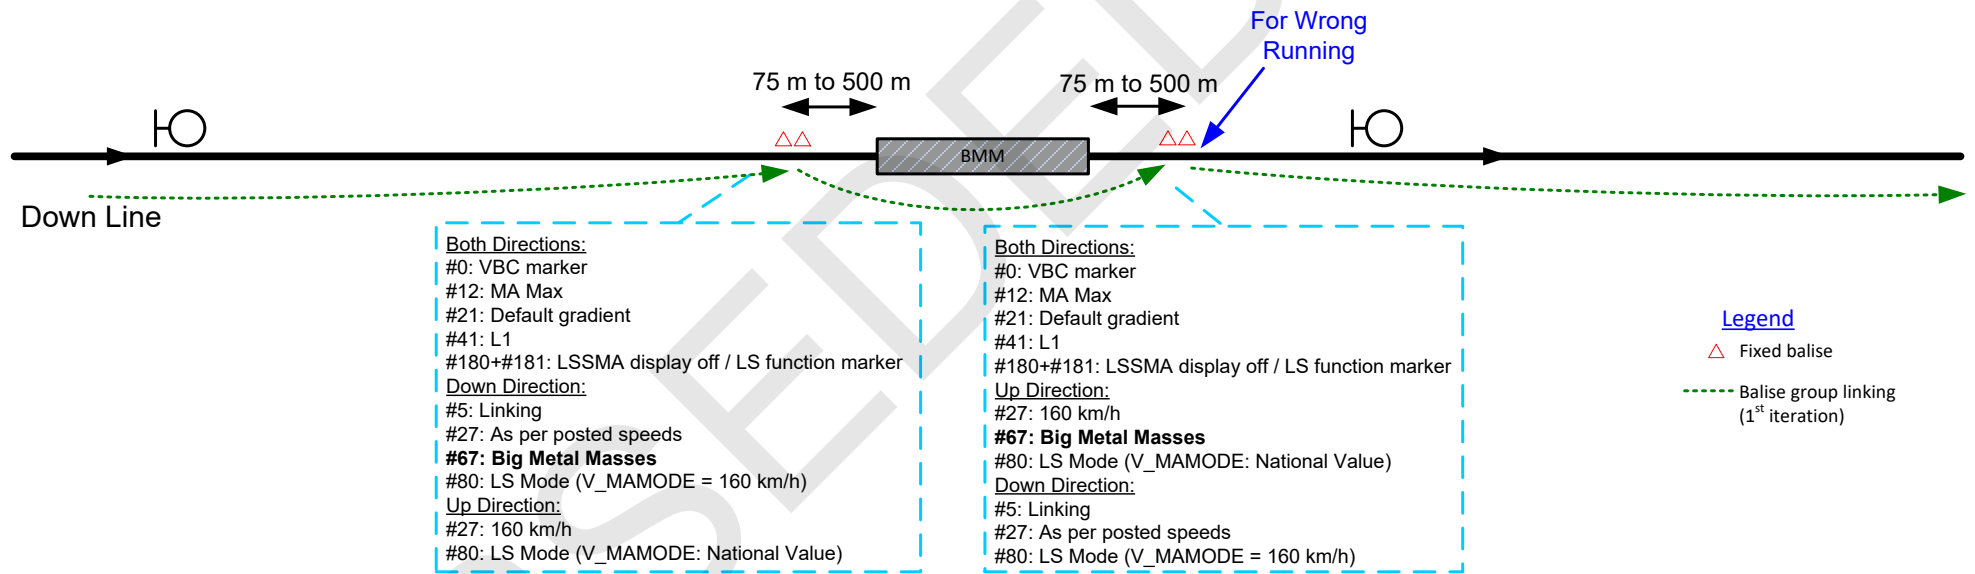 For Wrong
Running
75 m to 500 m
75 m to 500 m
BMM
Down Line
Both Directions:
#0: VBC marker
#12: MA Max
#21: Default gradient
#41: L1
#180+#181: LSSMA display off / LS function marker
Down Direction:
#5: Linking
#27: As per posted speeds
#67: Big Metal Masses
#80: LS Mode (V_MAMODE = 160 km/h)
Up Direction:
#27: 160 km/h
#80: LS Mode (V_MAMODE: National Value)
Both Directions:
#0: VBC marker
#12: MA Max
#21: Default gradient
#41: L1
#180+#181: LSSMA display off / LS function marker
Up Direction:
#27: 160 km/h
#67: Big Metal Masses
#80: LS Mode (V_MAMODE: National Value)
Down Direction:
#5: Linking
#27: As per posted speeds
#80: LS Mode (V_MAMODE = 160 km/h)
Legend
Fixed balise
Balise group linking
(1st iteration)